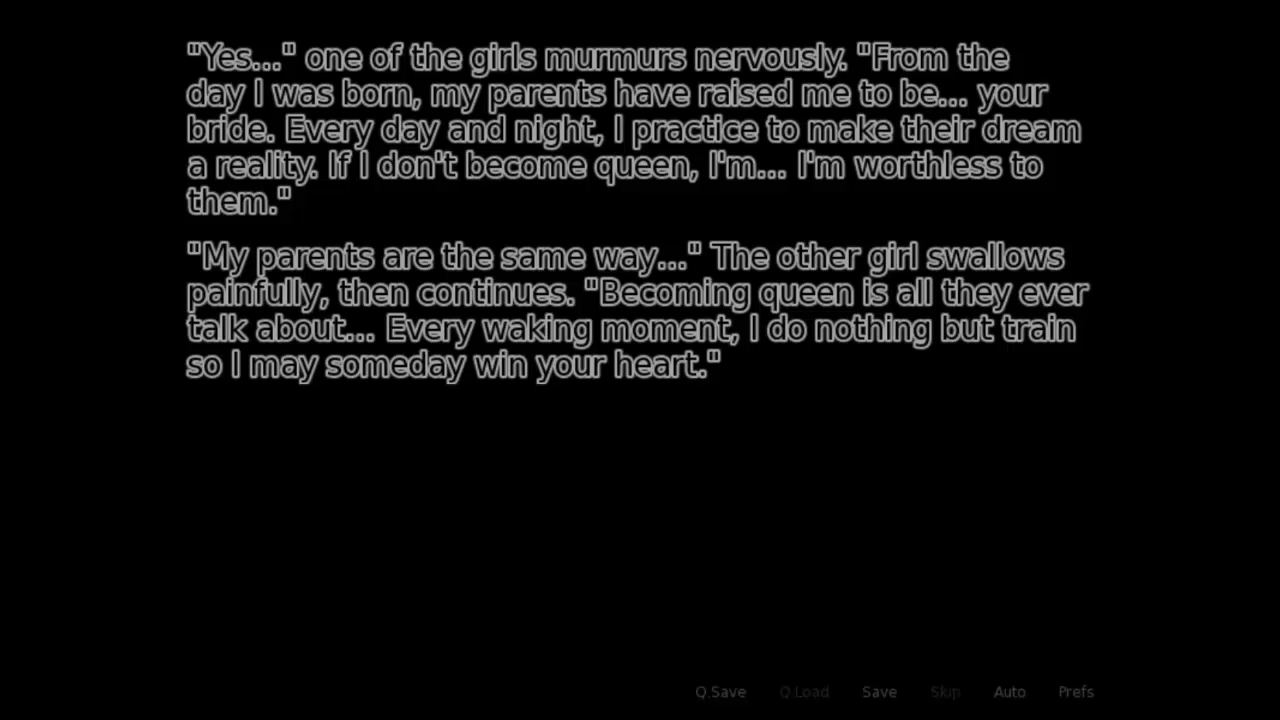 "Yes..." one of the girls murmurs nervously. "From the
day I was born, my parents have raised me to be... your
bride. Every day and night, I practice to make their dream
a reality. If I don't become queen, I'm... I'm worthless to
them."
"My parents are the same way..." The other girl swallows
painfully, then continues. "Becoming queen is all they ever
talk about... Every waking moment, I do nothing but train
so I may someday win your heart."
Q.Save Q.Load Save Skip Auto Prefs